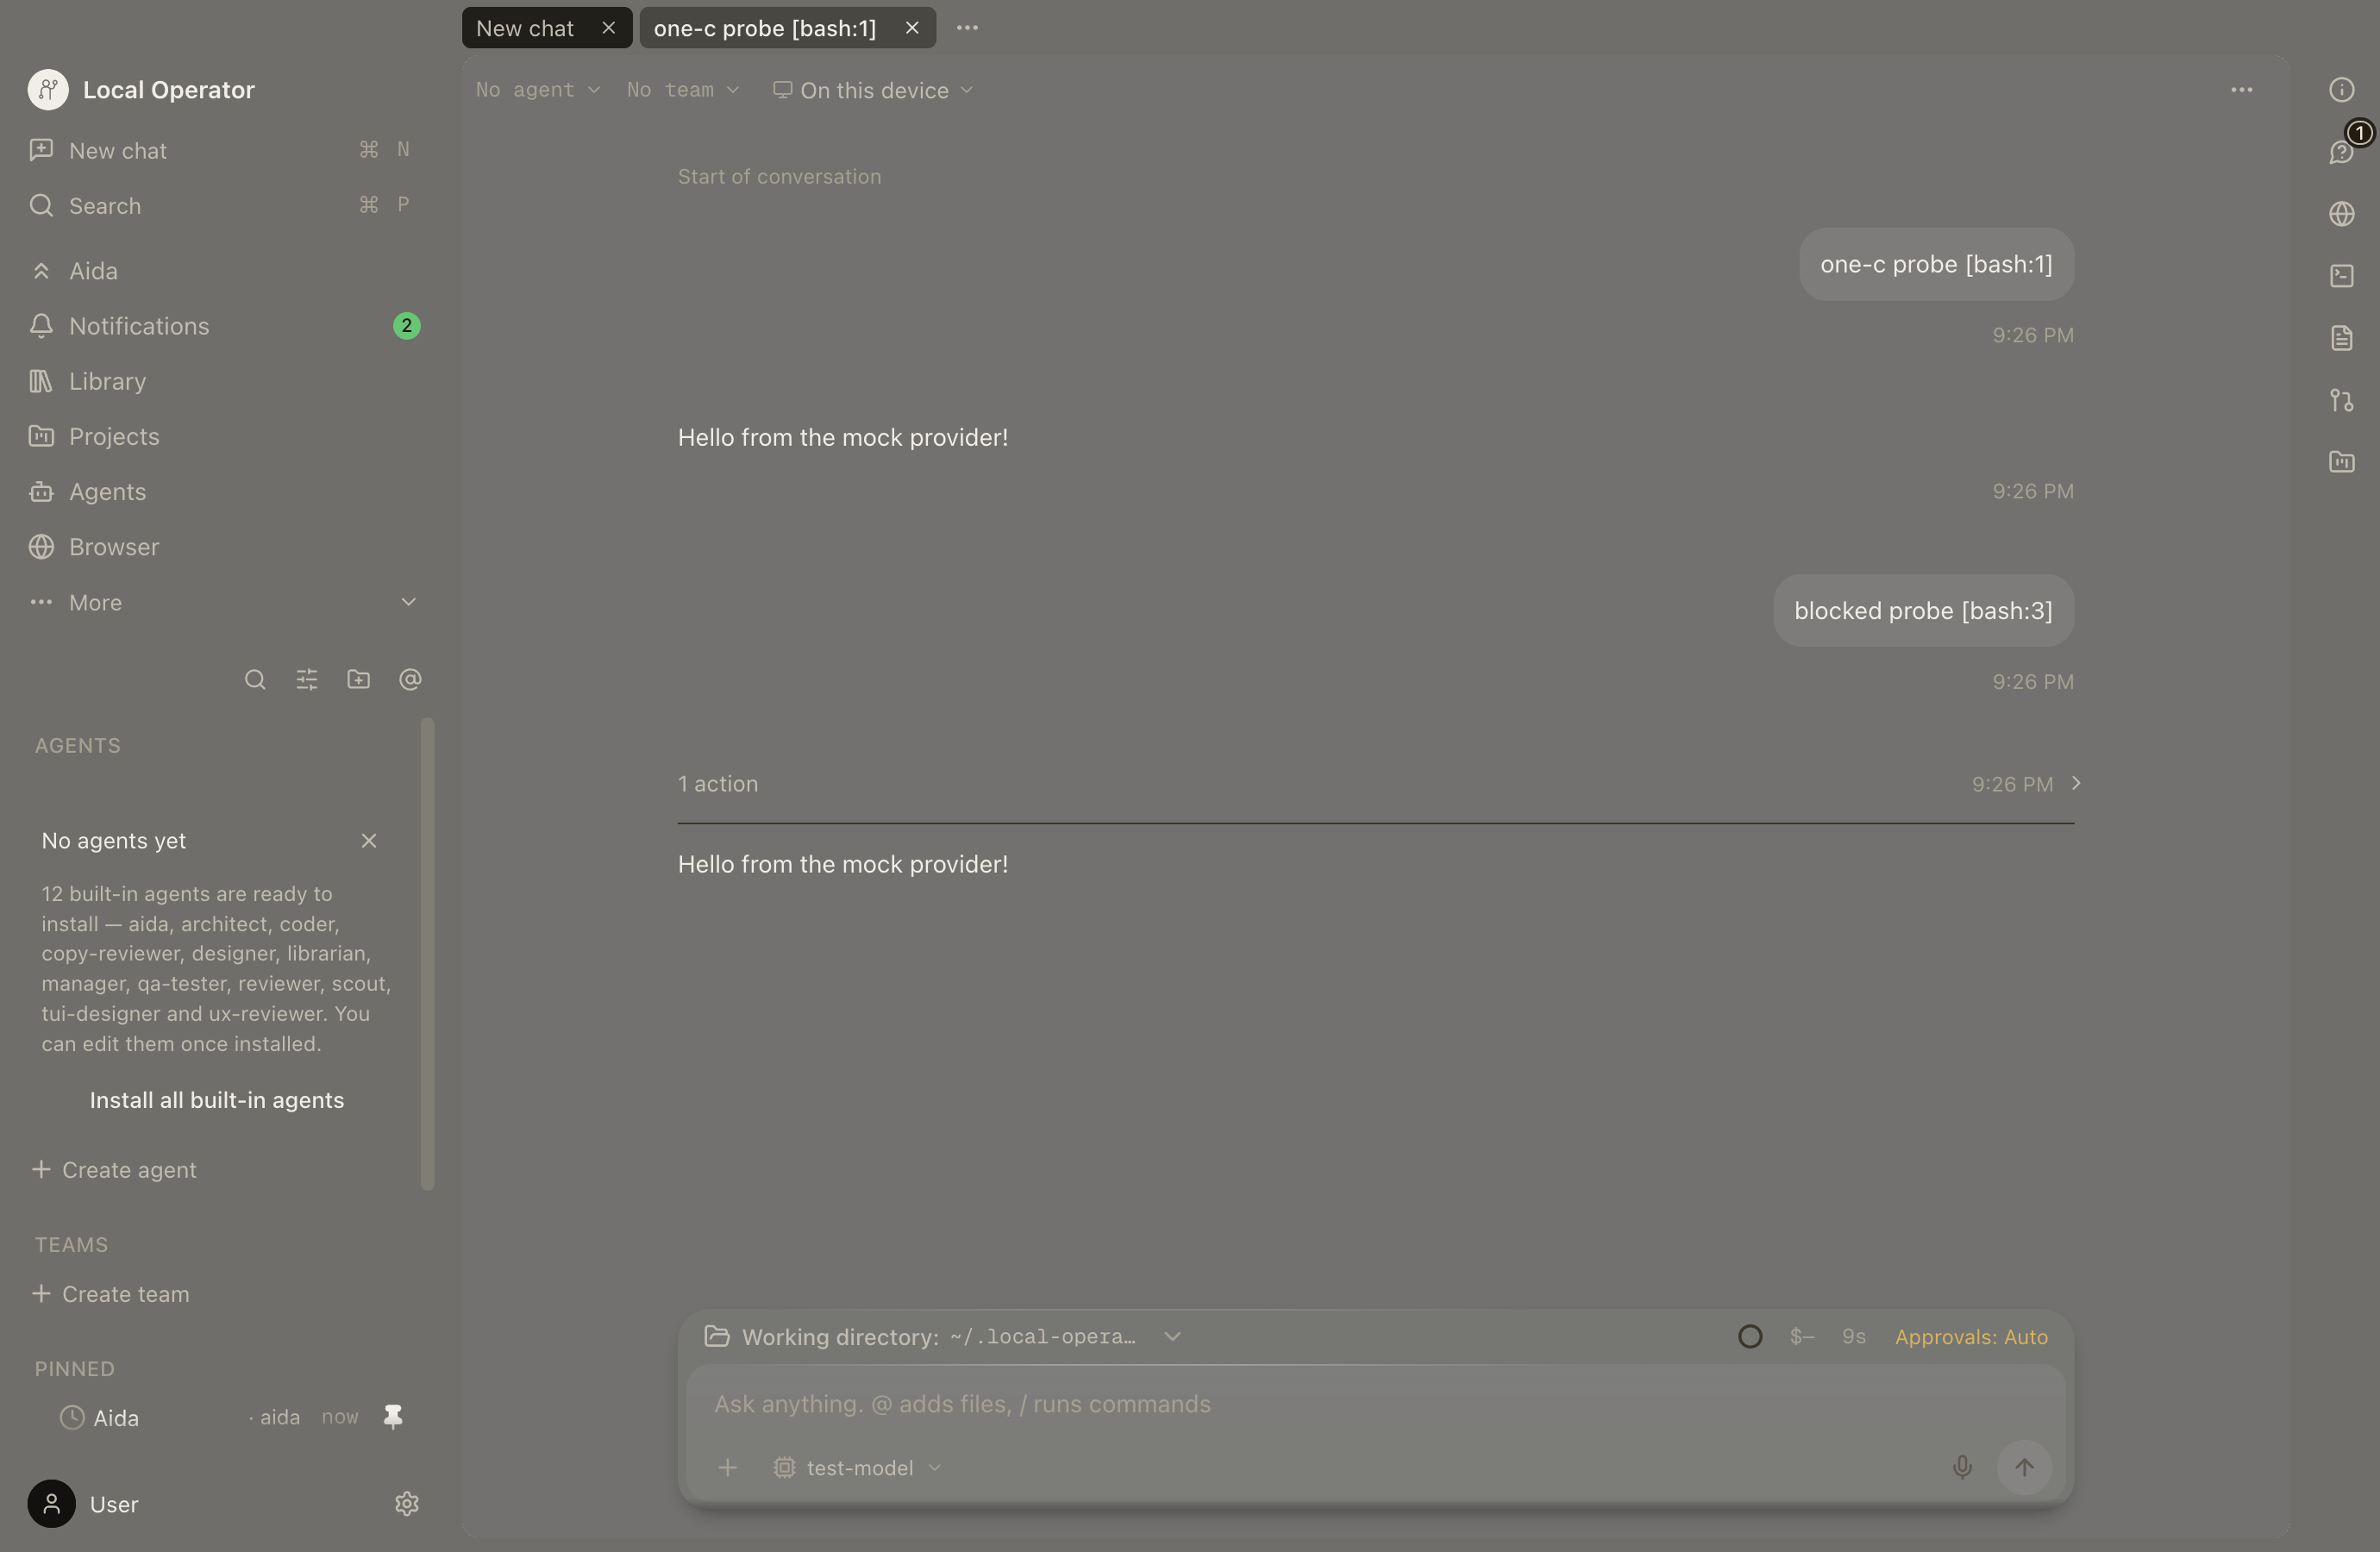 New chat
one-c probe [bash:1]
Local Operator
New chat ⌘ N
Search ⌘ P
Aida
Notifications 2
Library
Projects
Agents
Browser
More
AGENTS
No agents yet
12 built-in agents are ready to
install — aida, architect, coder,
copy-reviewer, designer, librarian,
manager, qa-tester, reviewer, scout,
tui-designer and ux-reviewer. You
can edit them once installed.
Install all built-in agents
Create agent
TEAMS
Create team
PINNED
Aida · aida now
User
No agent
No team
On this device
Start of conversation
one-c probe [bash:1]
9:26 PM
Hello from the mock provider!
9:26 PM
blocked probe [bash:3]
9:26 PM
1 action 9:26 PM
Hello from the mock provider!
Working directory: ~/.local-opera… $– 9s Approvals: Auto
Ask anything. @ adds files, / runs commands
test-model
1